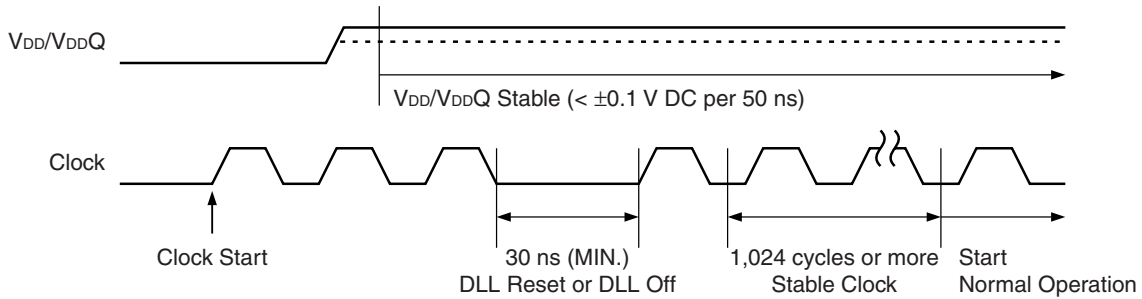 VDD/VDDQ
VDD/VDDQ Stable (< ±0.1 V DC per 50 ns)
Clock
Clock Start
30 ns (MIN.)
DLL Reset or DLL Off
1,024 cycles or more
Stable Clock
Start
Normal Operation